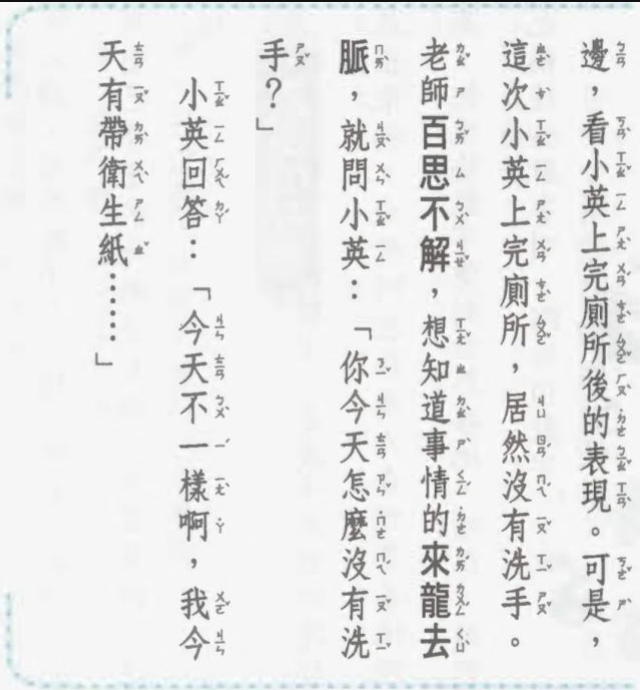 邊，看小英上完廁所後的表現。可是，
這次小英上完廁所，居然沒有洗手。
老師百思不解，想知道事情的來龍去
脈，就問小英：「你今天怎麼沒有洗
手？」
小英回答：「今天不一樣啊，我今
天有帶衛生紙……」